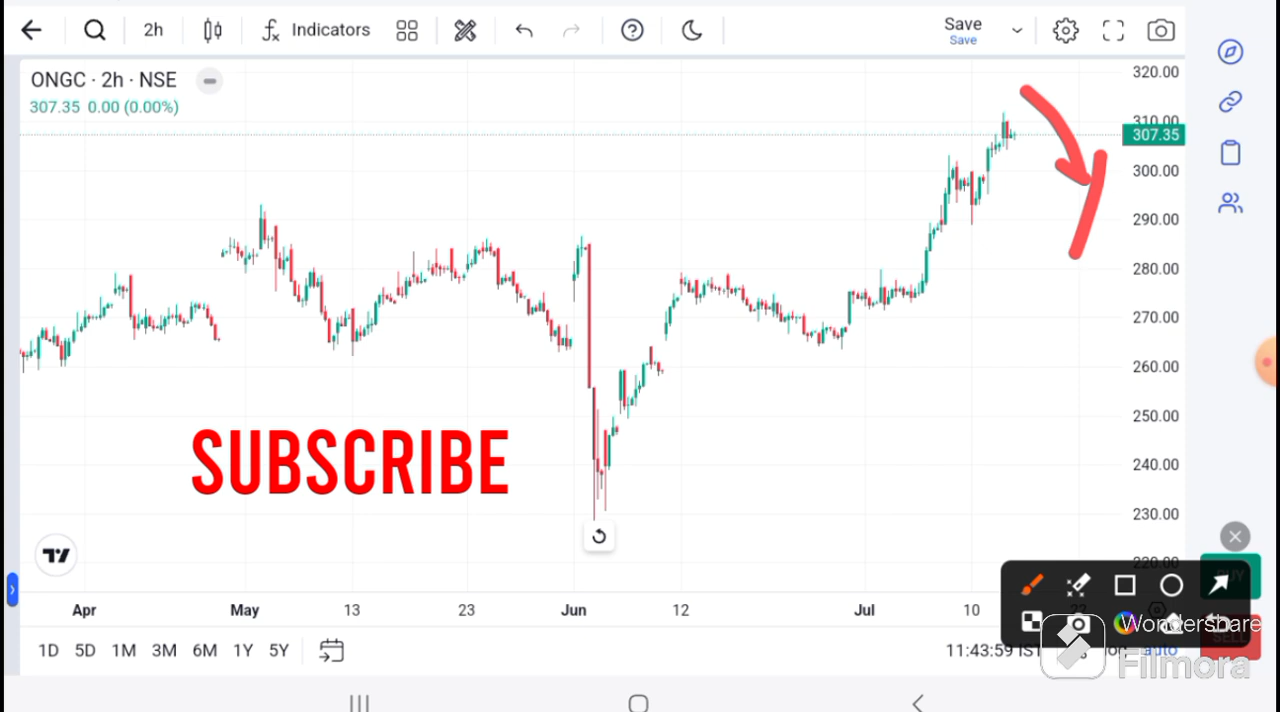 2h
Indicators
Save
Save
ONGC · 2h · NSE
307.35 0.00 (0.00%)
320.00
310.00
307.35
300.00
290.00
280.00
270.00
260.00
250.00
240.00
230.00
220.00
SUBSCRIBE
Apr
May
13
23
Jun
12
Jul
10
1D
5D
1M
3M
6M
1Y
5Y
11:43:59 IST
auto
SELL
Wondershare
Filmora